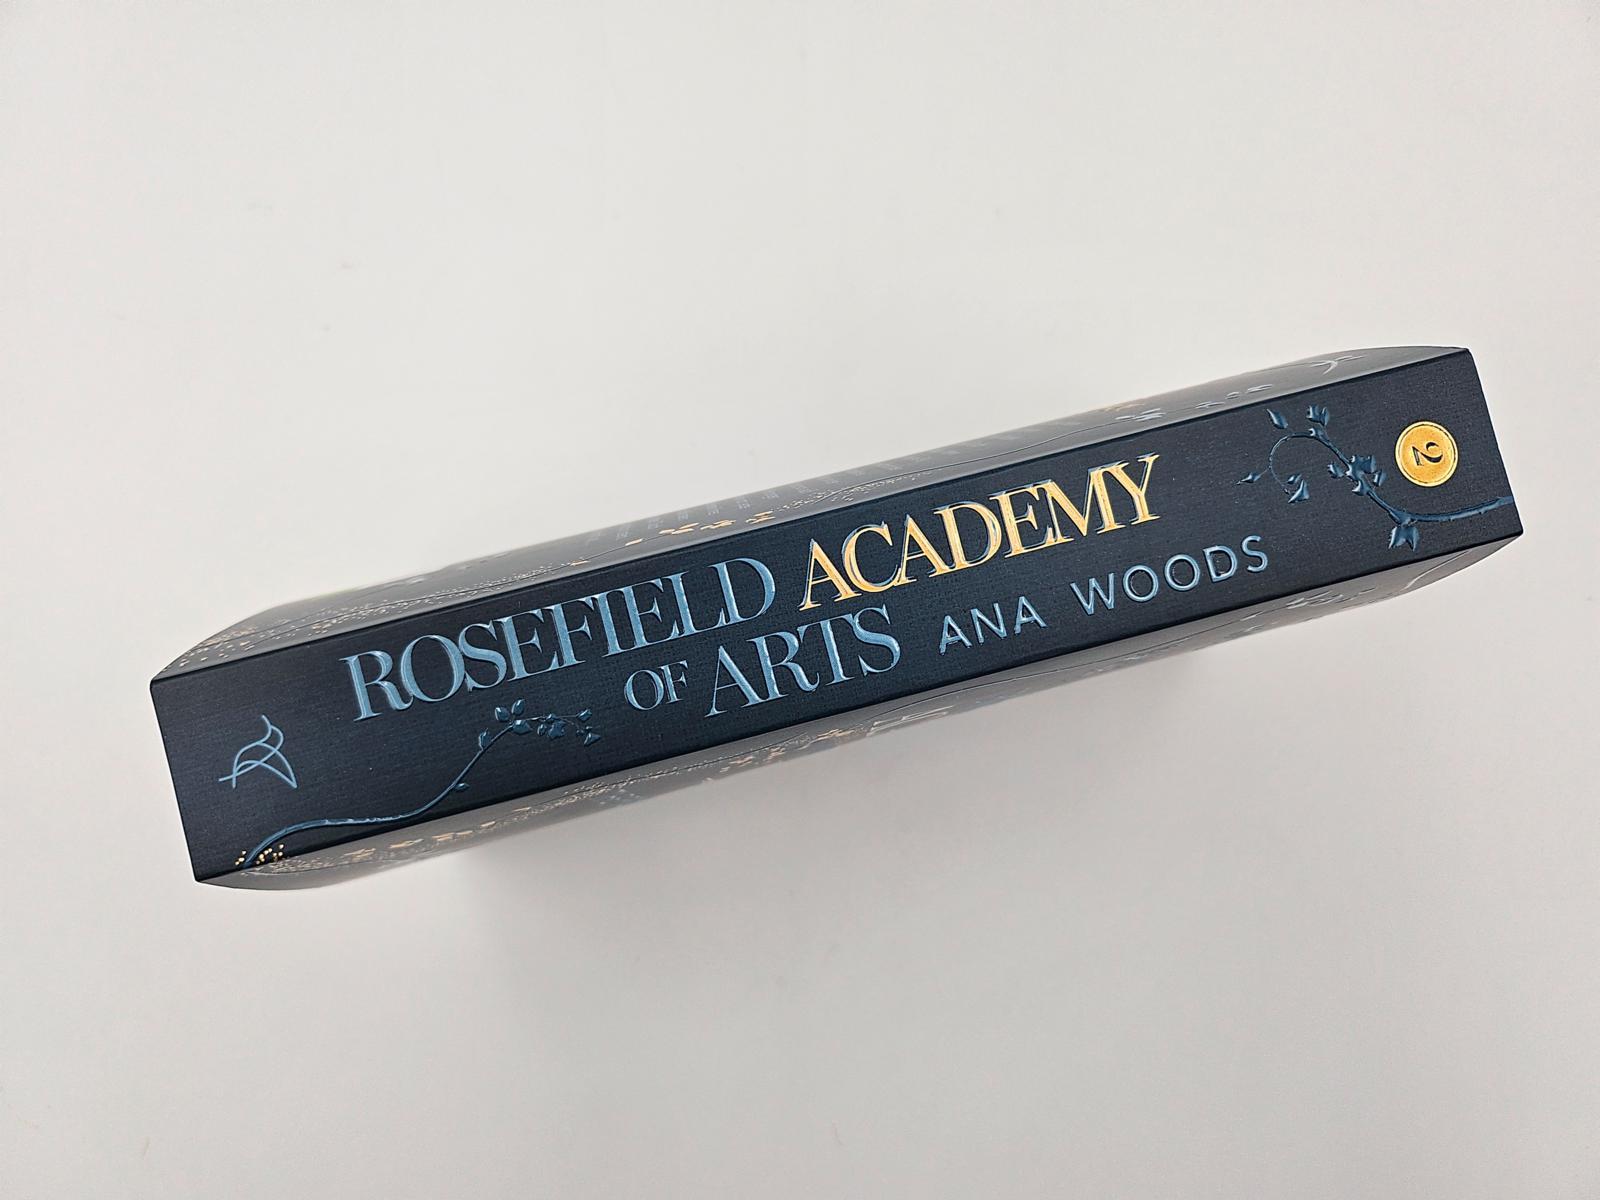 ROSEFIELD ACADEMY
OF ARTS
ANA WOODS
2